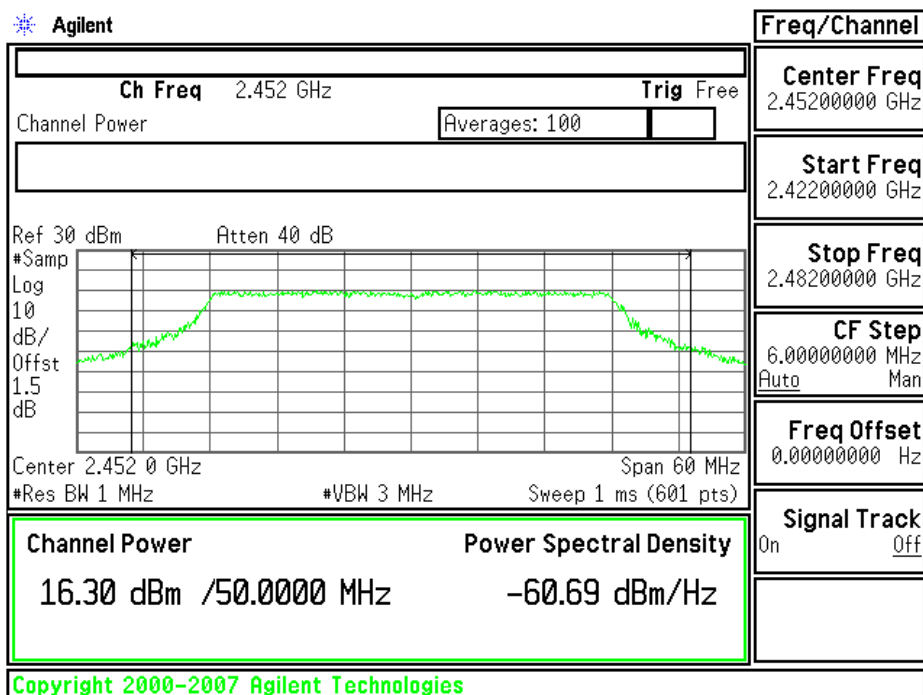 Agilent
Freq/Channel
Ch Freq 2.452 GHz Trig Free
Channel Power Averages: 100
Ref 30 dBm Atten 40 dB
#Samp
Log
10
dB/
Offst
1.5
dB
Center 2.452 0 GHz Span 60 MHz
#Res BW 1 MHz #VBW 3 MHz Sweep 1 ms (601 pts)
Channel Power Power Spectral Density
16.30 dBm /50.0000 MHz -60.69 dBm/Hz
Center Freq
2.45200000 GHz
Start Freq
2.42200000 GHz
Stop Freq
2.48200000 GHz
CF Step
6.00000000 MHz
Auto Man
Freq Offset
0.00000000 Hz
Signal Track
On Off
Copyright 2000-2007 Agilent Technologies